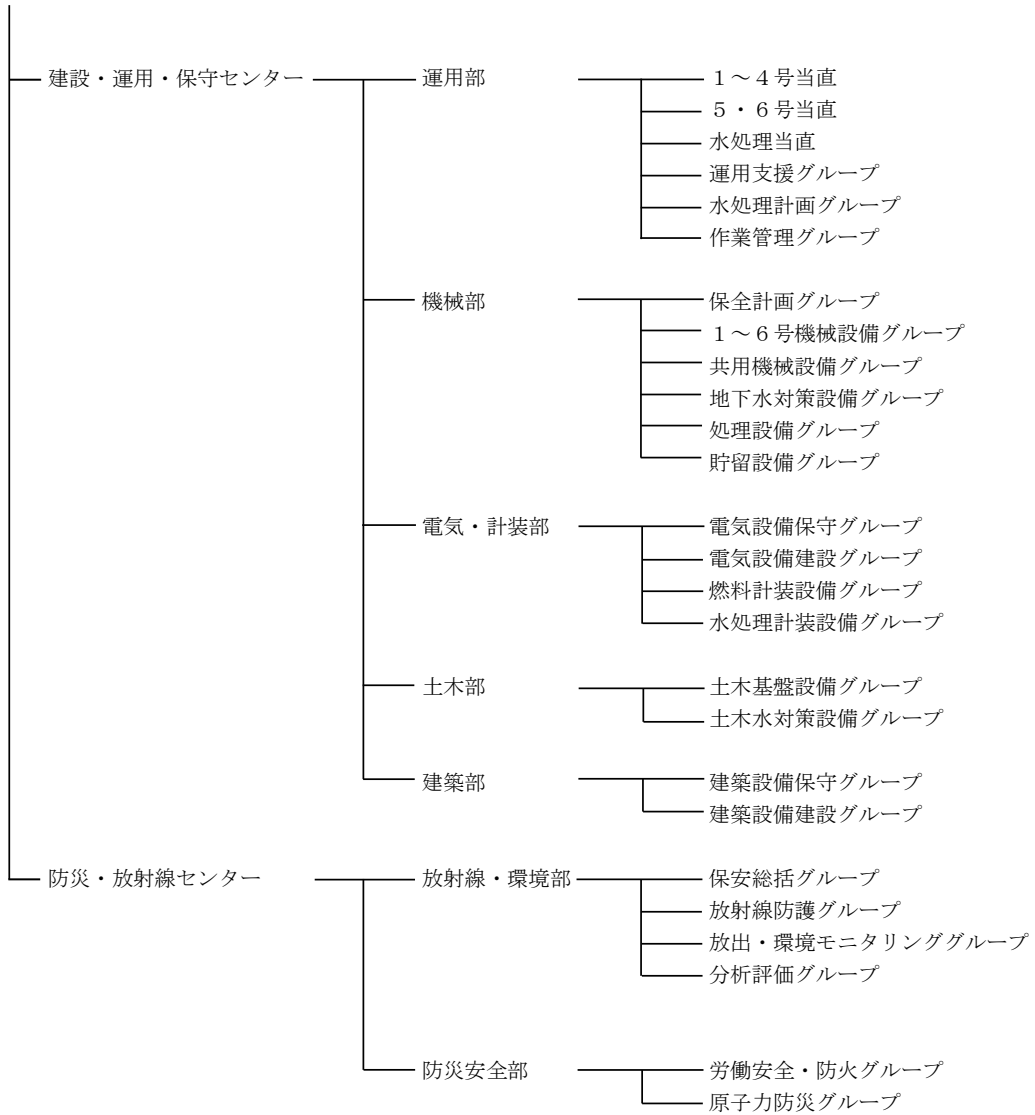 建設・運用・保守センター 運用部 1～4号当直
5・6号当直
水処理当直
運用支援グループ
水処理計画グループ
作業管理グループ
機械部 保全計画グループ
1～6号機械設備グループ
共用機械設備グループ
地下水対策設備グループ
処理設備グループ
貯留設備グループ
電気・計装部 電気設備保守グループ
電気設備建設グループ
燃料計装設備グループ
水処理計装設備グループ
土木部 土木基盤設備グループ
土木水対策設備グループ
建築部 建築設備保守グループ
建築設備建設グループ
防災・放射線センター 放射線・環境部 保安総括グループ
放射線防護グループ
放出・環境モニタリンググループ
分析評価グループ
防災安全部 労働安全・防火グループ
原子力防災グループ